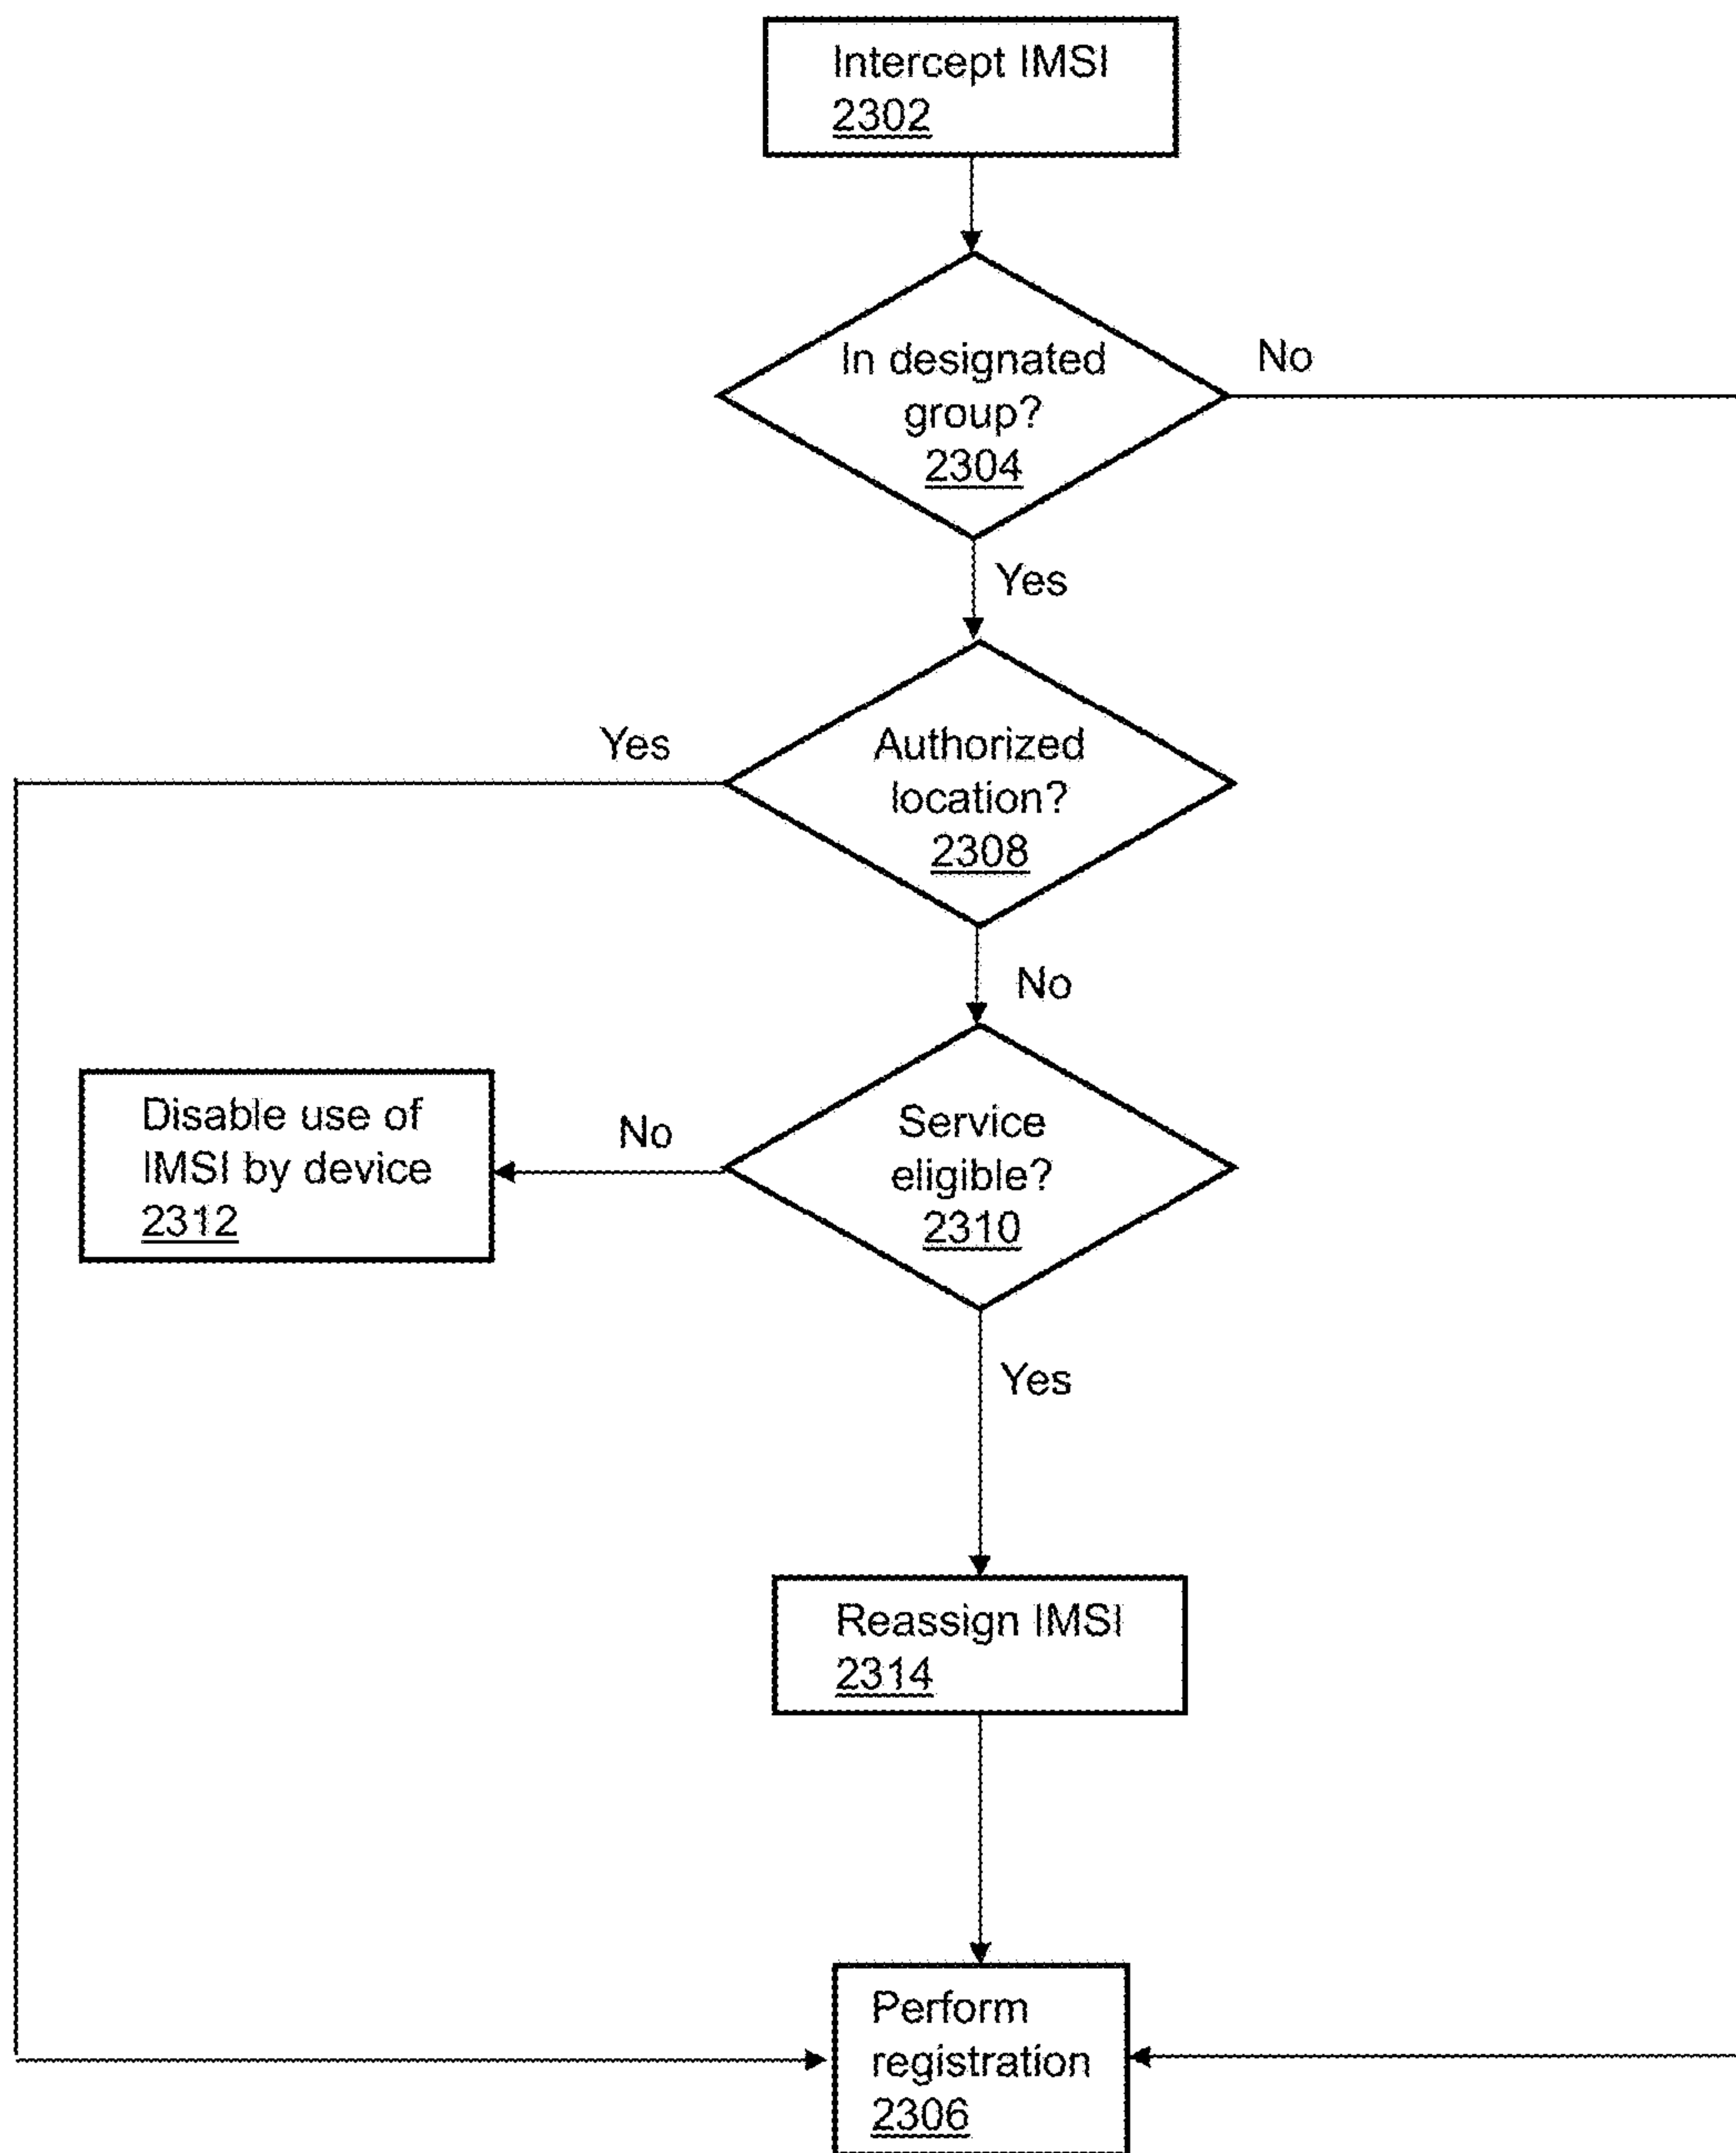 Intercept IMSI
2302
In designated
group?
2304
No
Yes
Authorized
location?
2308
Yes
No
Service
eligible?
2310
No
Disable use of
IMSI by device
2312
Yes
Reassign IMSI
2314
Perform
registration
2306